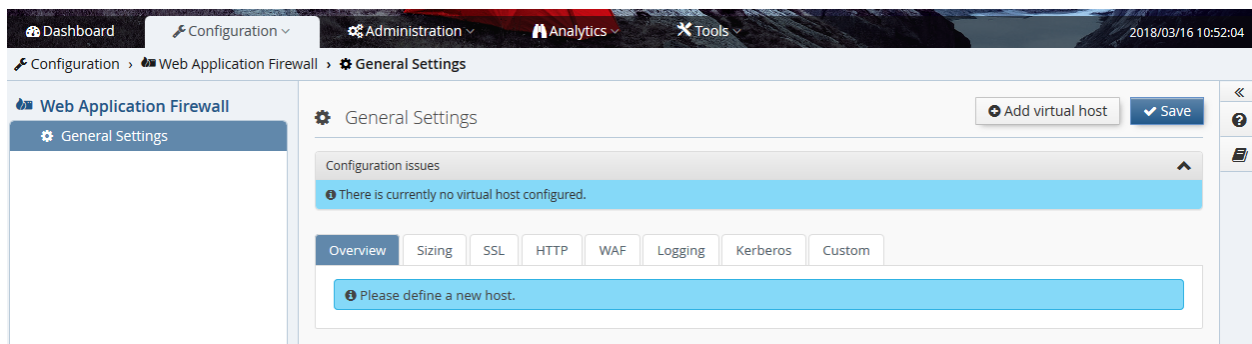 Dashboard Configuration Administration Analytics Tools 2018/03/16 10:52:04
Configuration › Web Application Firewall › General Settings
Web Application Firewall
General Settings
General Settings
Add virtual host
Save
Configuration issues
There is currently no virtual host configured.
Overview Sizing SSL HTTP WAF Logging Kerberos Custom
Please define a new host.